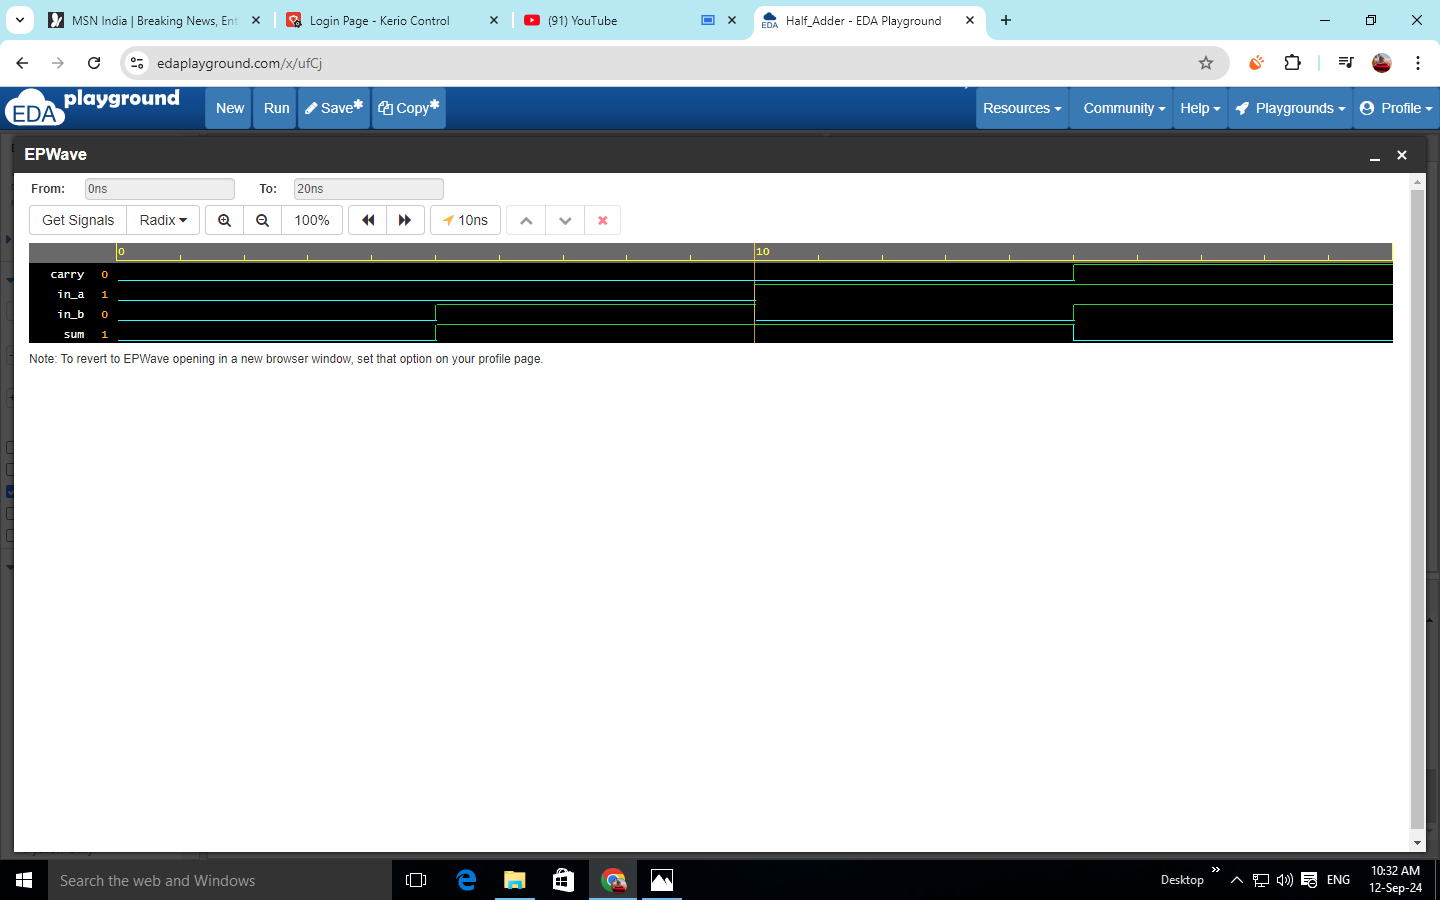 MSN India | Breaking News, Ent
Login Page - Kerio Control
(91) YouTube
Half_Adder - EDA Playground
edaplayground.com/x/ufCj
EDA playground
New
Run
Save*
Copy*
Resources
Community
Help
Playgrounds
Profile
EPWave
From: 0ns To: 20ns
Get Signals Radix 100% 10ns
0 10
carry 0
in_a 1
in_b 0
sum 1
Note: To revert to EPWave opening in a new browser window, set that option on your profile page.
Search the web and Windows
Desktop
ENG
10:32 AM
12-Sep-24